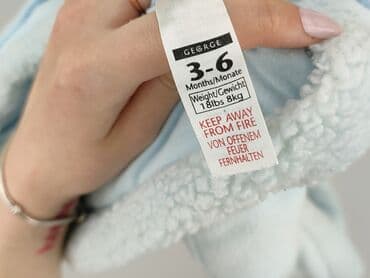 GEORGE
3-6
Months/Monate
Weight/Gewicht
18lbs 8kg
KEEP AWAY
FROM FIRE
VON OFFENEM
FEUER
FERNHALTEN